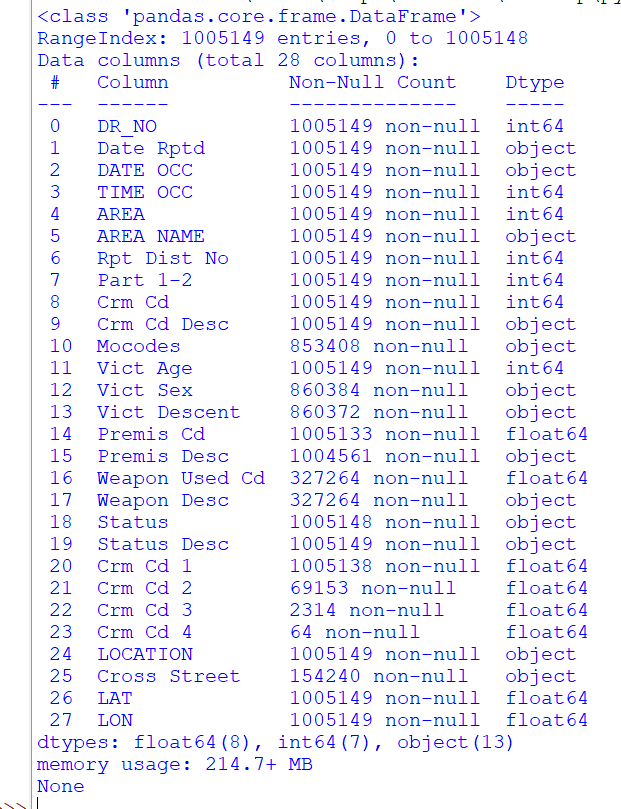 <class 'pandas.core.frame.DataFrame'>
RangeIndex: 1005149 entries, 0 to 1005148
Data columns (total 28 columns):
 #   Column          Non-Null Count    Dtype
---  ------          --------------    -----
 0   DR_NO           1005149 non-null  int64
 1   Date Rptd       1005149 non-null  object
 2   DATE OCC        1005149 non-null  object
 3   TIME OCC        1005149 non-null  int64
 4   AREA            1005149 non-null  int64
 5   AREA NAME       1005149 non-null  object
 6   Rpt Dist No     1005149 non-null  int64
 7   Part 1-2        1005149 non-null  int64
 8   Crm Cd          1005149 non-null  int64
 9   Crm Cd Desc     1005149 non-null  object
 10  Mocodes         853408 non-null   object
 11  Vict Age        1005149 non-null  int64
 12  Vict Sex        860384 non-null   object
 13  Vict Descent    860372 non-null   object
 14  Premis Cd       1005133 non-null  float64
 15  Premis Desc     1004561 non-null  object
 16  Weapon Used Cd  327264 non-null   float64
 17  Weapon Desc     327264 non-null   object
 18  Status          1005148 non-null  object
 19  Status Desc     1005149 non-null  object
 20  Crm Cd 1        1005138 non-null  float64
 21  Crm Cd 2        69153 non-null    float64
 22  Crm Cd 3        2314 non-null     float64
 23  Crm Cd 4        64 non-null       float64
 24  LOCATION        1005149 non-null  object
 25  Cross Street    154240 non-null   object
 26  LAT             1005149 non-null  float64
 27  LON             1005149 non-null  float64
dtypes: float64(8), int64(7), object(13)
memory usage: 214.7+ MB
None
>>>